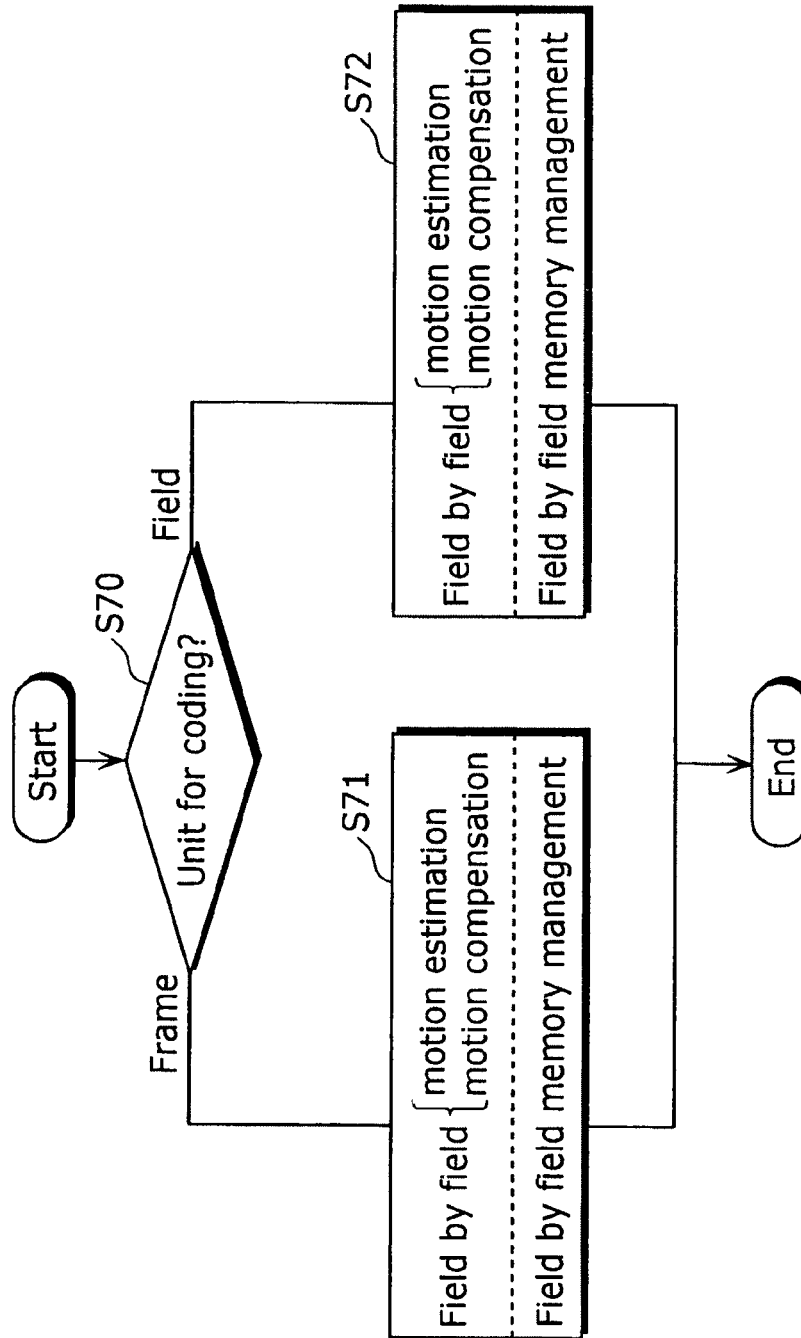 Start
S70
Unit for coding?
Frame
Field
S71
Field by field { motion estimation
motion compensation
Field by field memory management
S72
Field by field { motion estimation
motion compensation
Field by field memory management
End